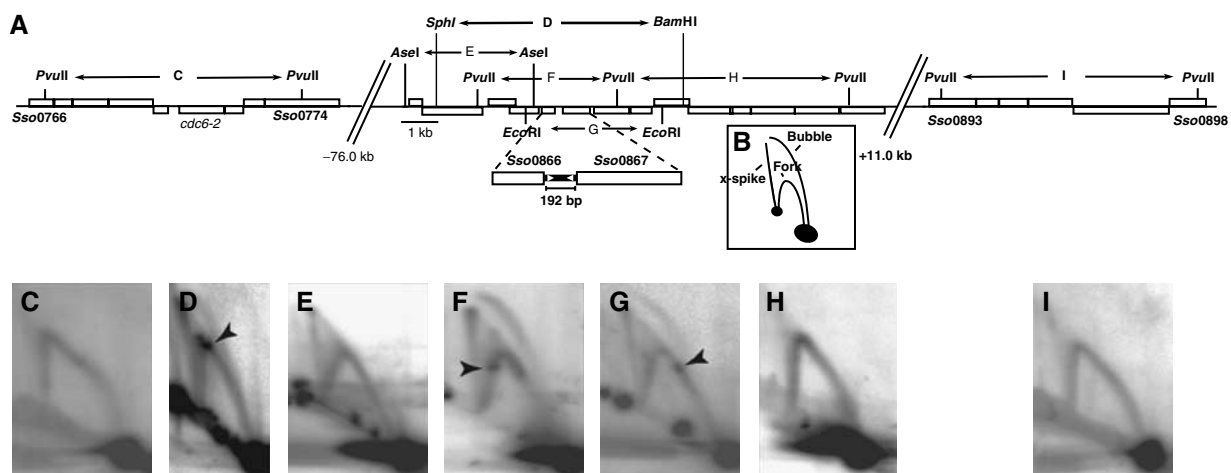 A
SphI D BamHI
AseI E AseI
PvuII C PvuII
PvuII F PvuII H PvuII
PvuII I PvuII
Sso0766 cdc6-2 Sso0774
1 kb
EcoRI G EcoRI
Sso0893 Sso0898
–76.0 kb
+11.0 kb
Sso0866 Sso0867
192 bp
B
Bubble
Fork
x-spike
C D E F G H I